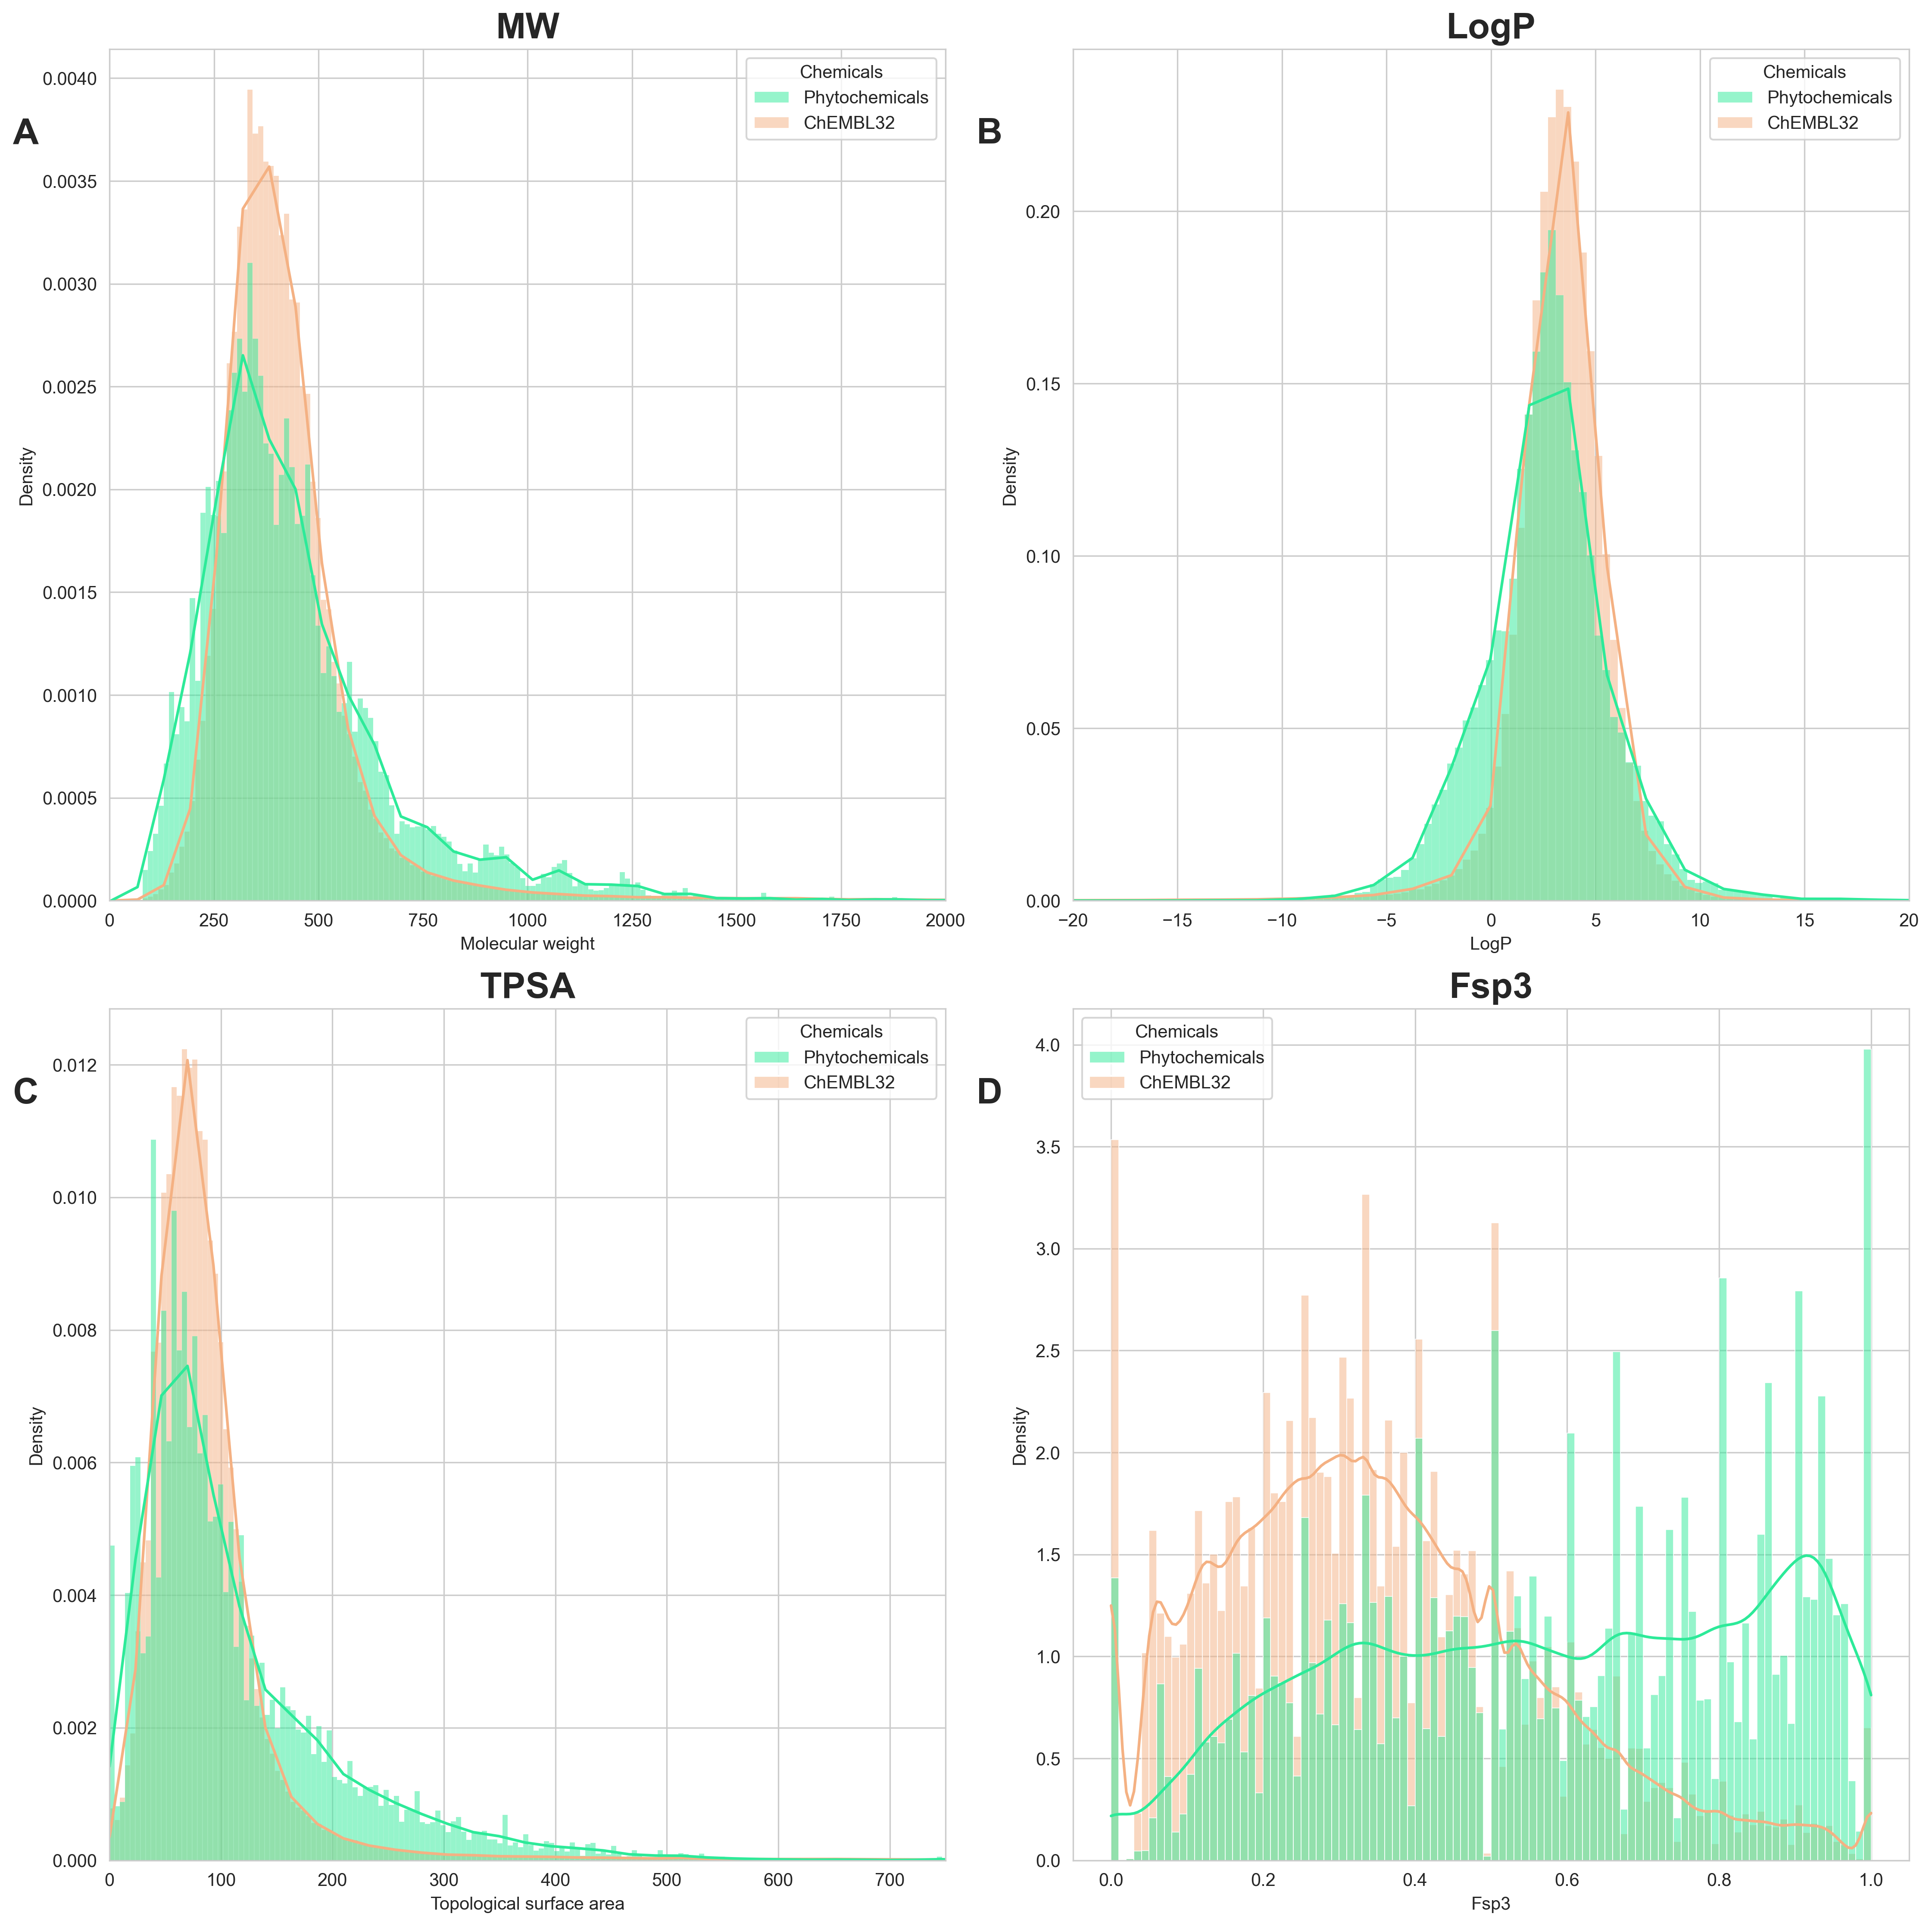 MW
A
Density
0.0040
0.0035
0.0030
0.0025
0.0020
0.0015
0.0010
0.0005
0.0000
Chemicals
Phytochemicals
ChEMBL32
0 250 500 750 1000 1250 1500 1750 2000
Molecular weight
LogP
B
Density
0.20
0.15
0.10
0.05
0.00
Chemicals
Phytochemicals
ChEMBL32
−20 −15 −10 −5 0 5 10 15 20
LogP
TPSA
C
Density
0.012
0.010
0.008
0.006
0.004
0.002
0.000
Chemicals
Phytochemicals
ChEMBL32
0 100 200 300 400 500 600 700
Topological surface area
Fsp3
D
Density
4.0
3.5
3.0
2.5
2.0
1.5
1.0
0.5
0.0
Chemicals
Phytochemicals
ChEMBL32
0.0 0.2 0.4 0.6 0.8 1.0
Fsp3